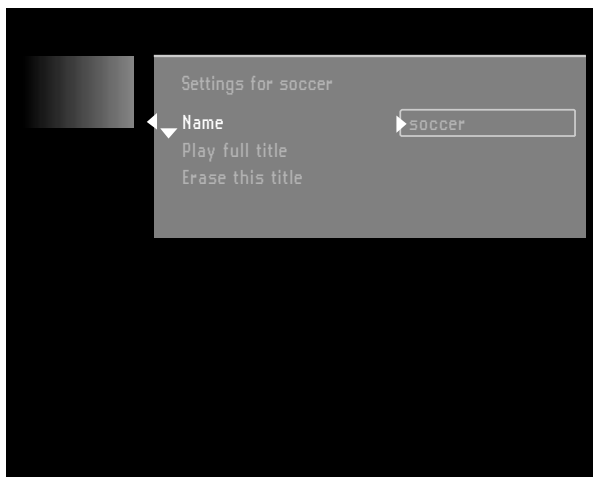 Settings for soccer
Name soccer
Play full title
Erase this title